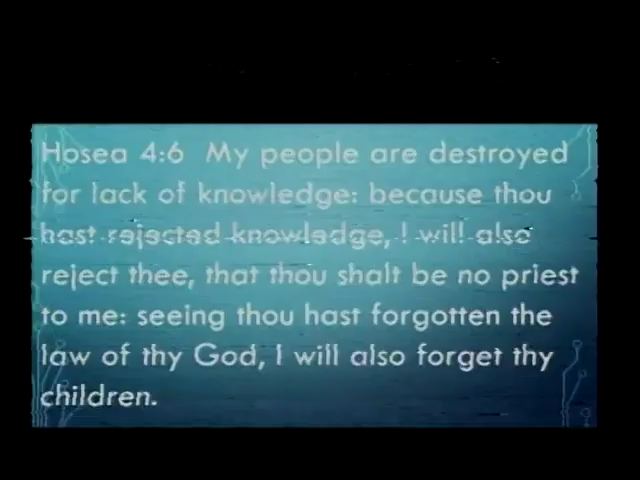 Hosea 4:6 My people are destroyed
for lack of knowledge: because thou
hast rejected knowledge, I will also
reject thee, that thou shalt be no priest
to me: seeing thou hast forgotten the
law of thy God, I will also forget thy
children.